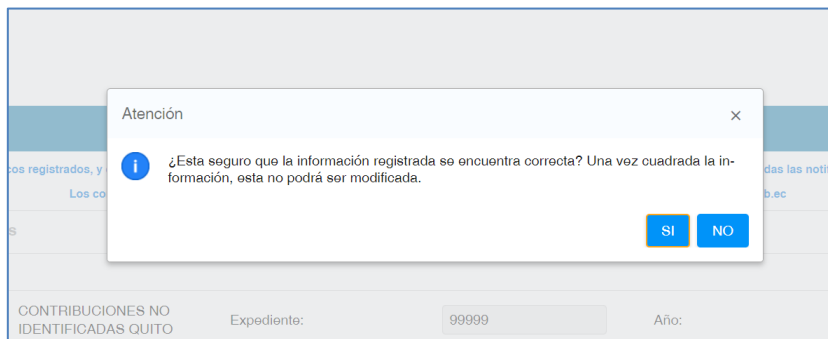 Atención
¿Esta seguro que la información registrada se encuentra correcta? Una vez cuadrada la in-
formación, esta no podrá ser modificada.
SI NO
cos registrados, y das las noti
Los co b.ec
S
CONTRIBUCIONES NO
IDENTIFICADAS QUITO
Expediente: 99999 Año: